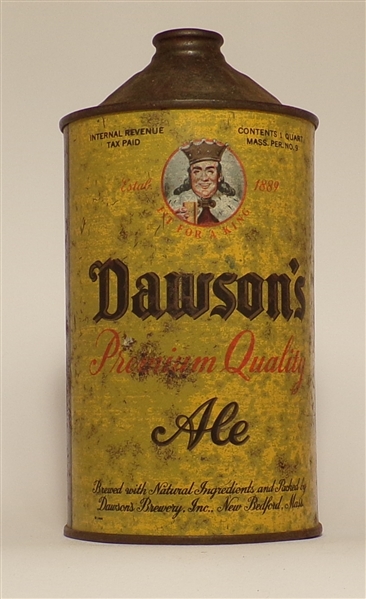 INTERNAL REVENUE
TAX PAID
CONTENTS 1 QUART
MASS. PER. NO. 9
Estab. 1889
FIT FOR A KING
Dawson's
Premium Quality
Ale
Brewed with Natural Ingredients and Packed by
Dawson's Brewery, Inc., New Bedford, Mass.